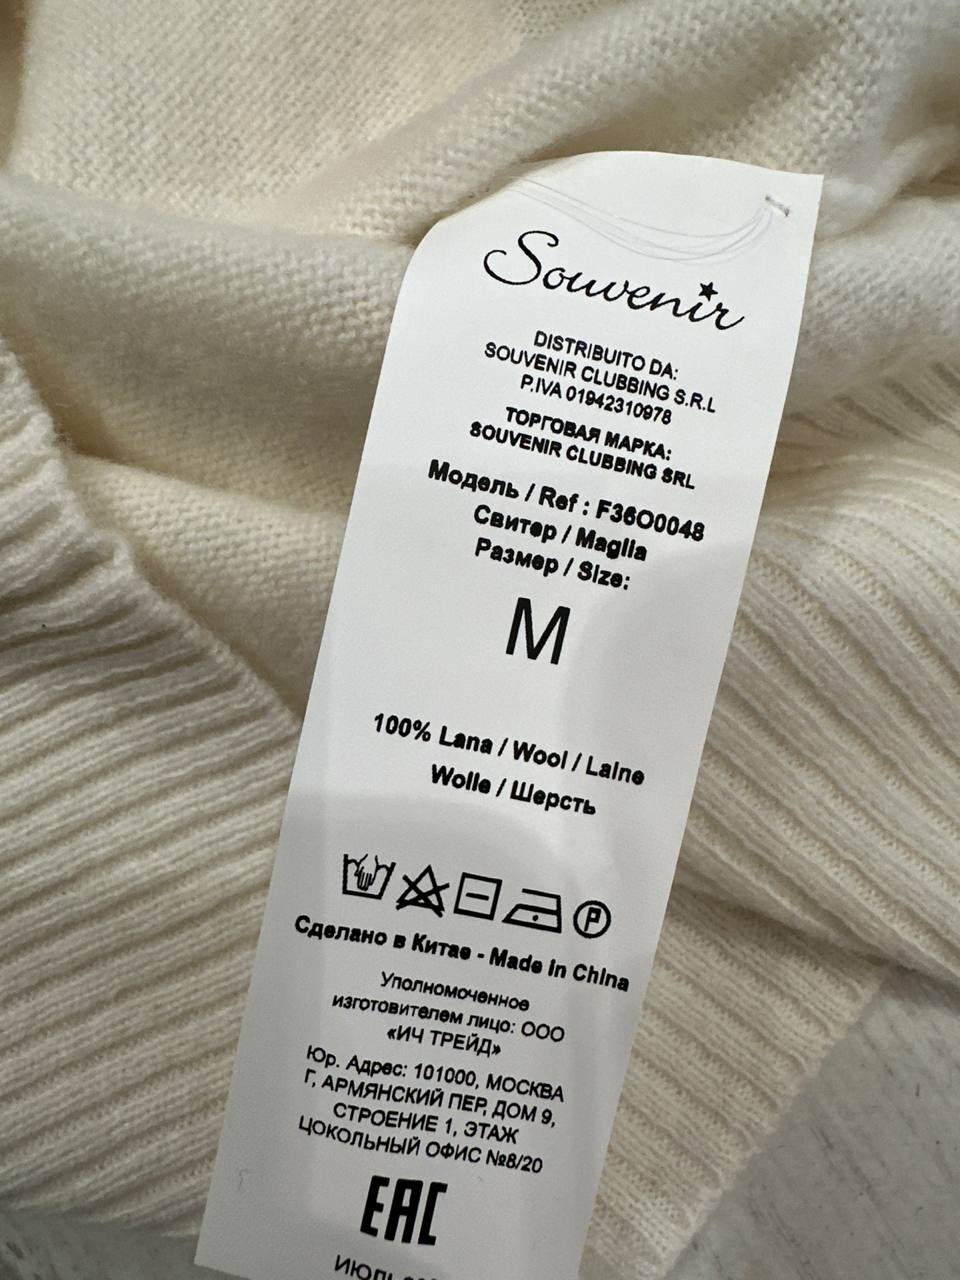 Souvenir
DISTRIBUITO DA:
SOUVENIR CLUBBING S.R.L
P.IVA 01942310978
ТОРГОВАЯ МАРКА:
SOUVENIR CLUBBING SRL
Модель / Ref : F36O0048
Свитер / Maglia
Размер / Size:
M
100% Lana / Wool / Laine
Wolle / Шерсть
P
Сделано в Китае - Made in China
Уполномоченное
изготовителем лицо: ООО
«ИЧ ТРЕЙД»
Юр. Адрес: 101000, МОСКВА
Г, АРМЯНСКИЙ ПЕР, ДОМ 9,
СТРОЕНИЕ 1, ЭТАЖ
ЦОКОЛЬНЫЙ ОФИС №8/20
EAC